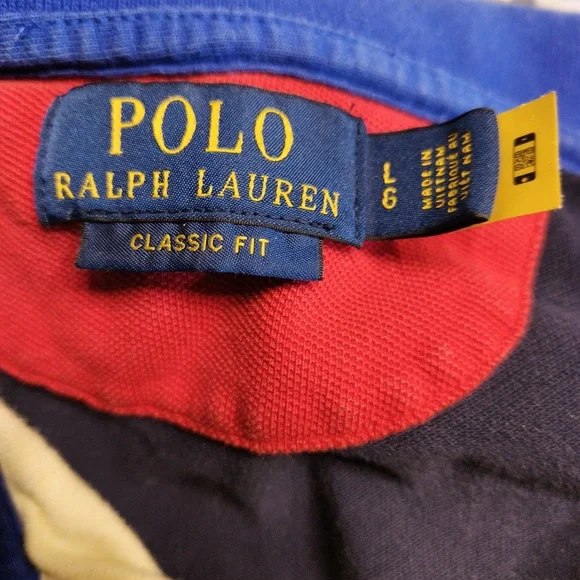 POLO
RALPH LAUREN
CLASSIC FIT
L
G
MADE IN
VIETNAM
FABRIQUÉ AU
VIET NAM